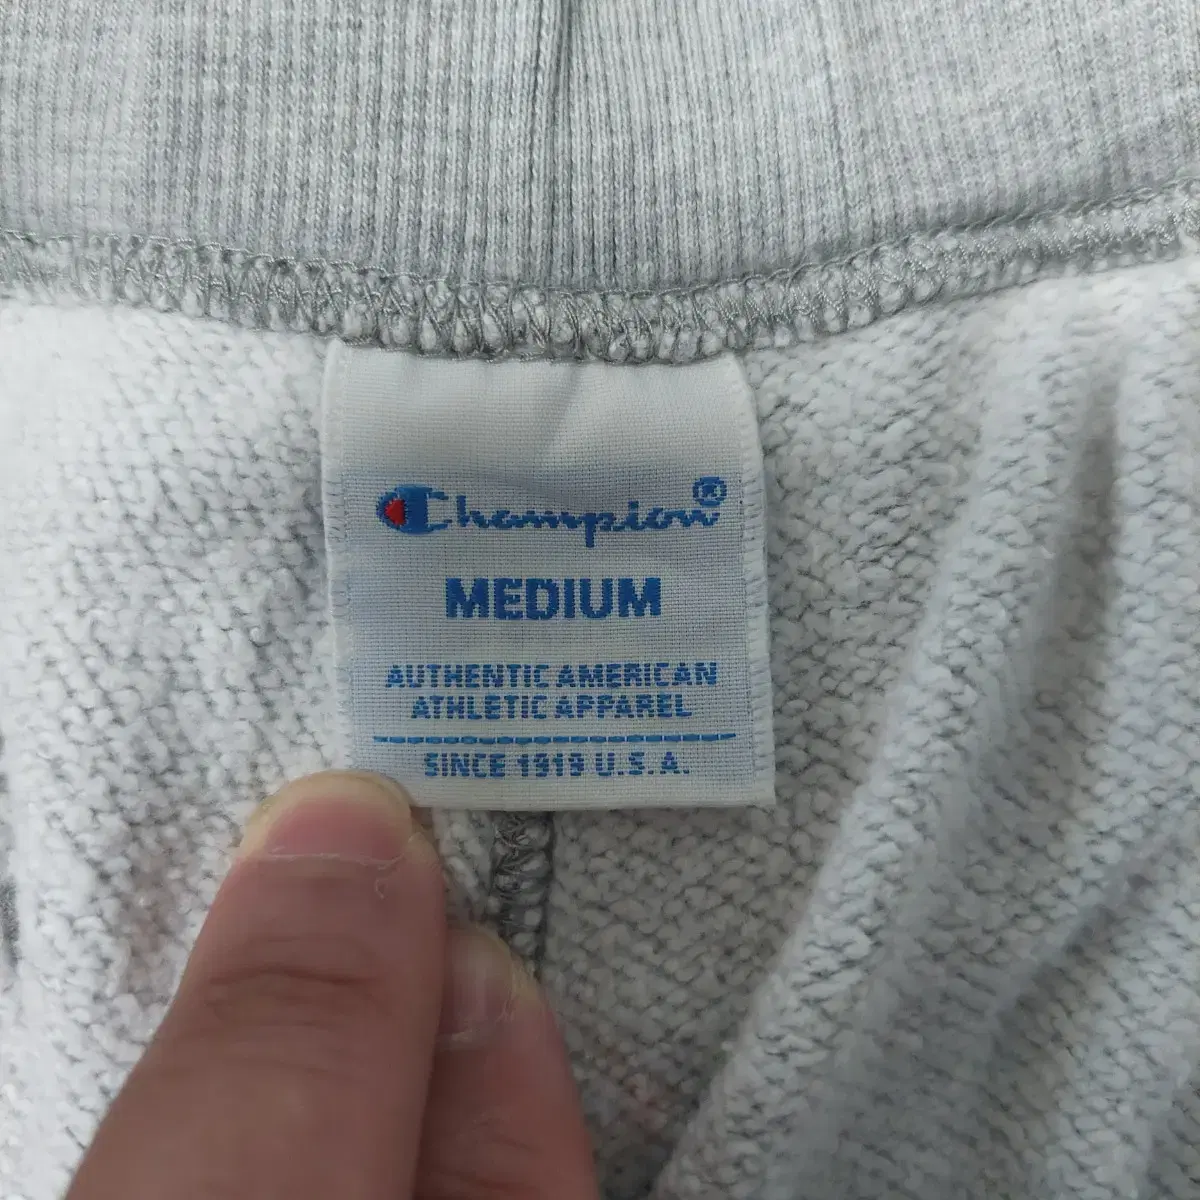 Champion®
MEDIUM
AUTHENTIC AMERICAN
ATHLETIC APPAREL
SINCE 1919 U.S.A.